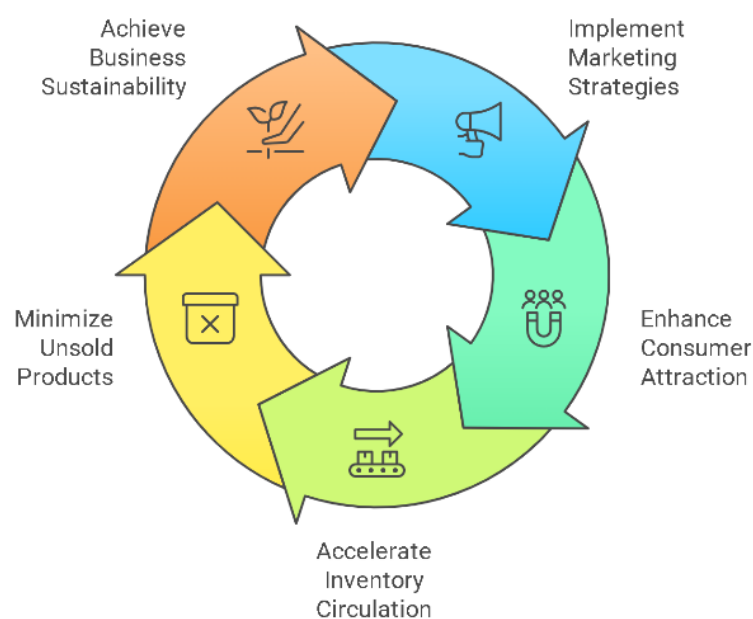 Achieve
Business
Sustainability
Implement
Marketing
Strategies
Minimize
Unsold
Products
Enhance
Consumer
Attraction
Accelerate
Inventory
Circulation